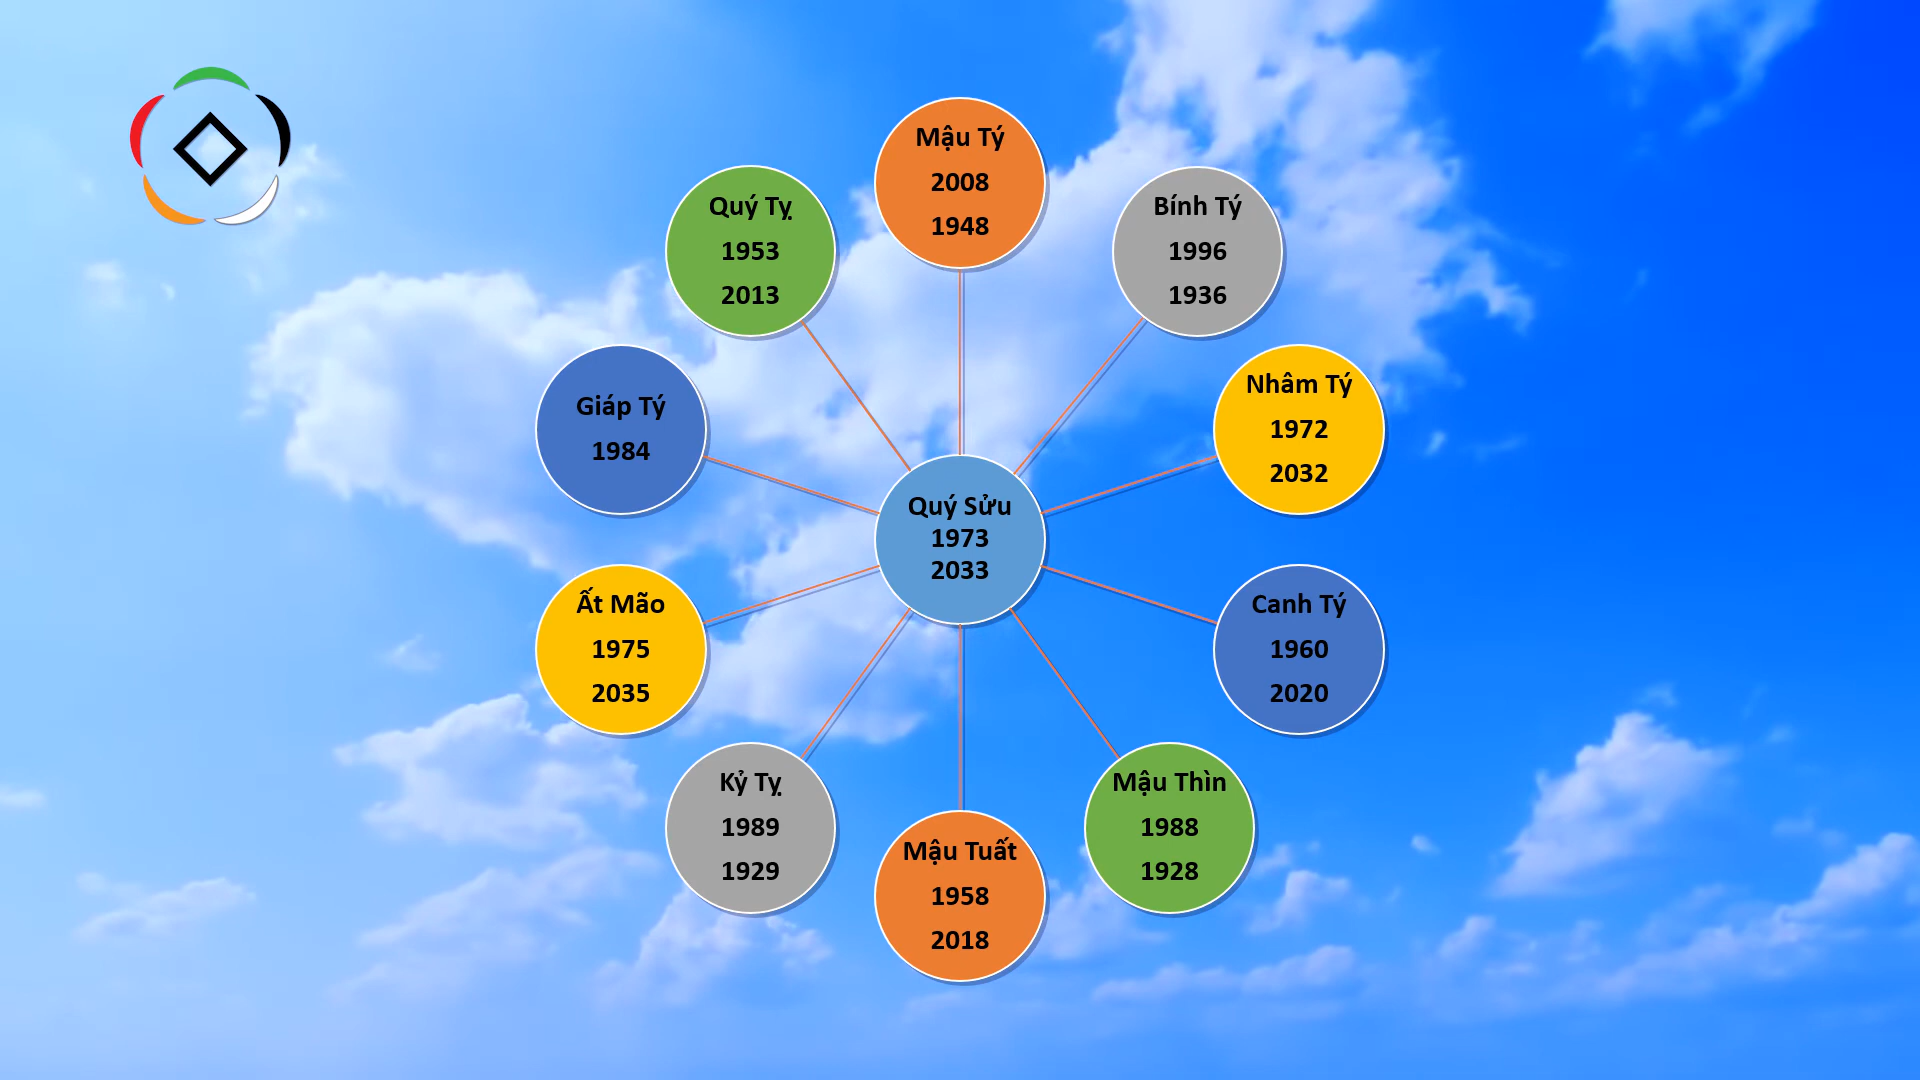 Mậu Tý
2008
1948
Bính Tý
1996
1936
Nhâm Tý
1972
2032
Canh Tý
1960
2020
Mậu Thìn
1988
1928
Mậu Tuất
1958
2018
Kỷ Tỵ
1989
1929
Ất Mão
1975
2035
Giáp Tý
1984
Quý Tỵ
1953
2013
Quý Sửu
1973
2033